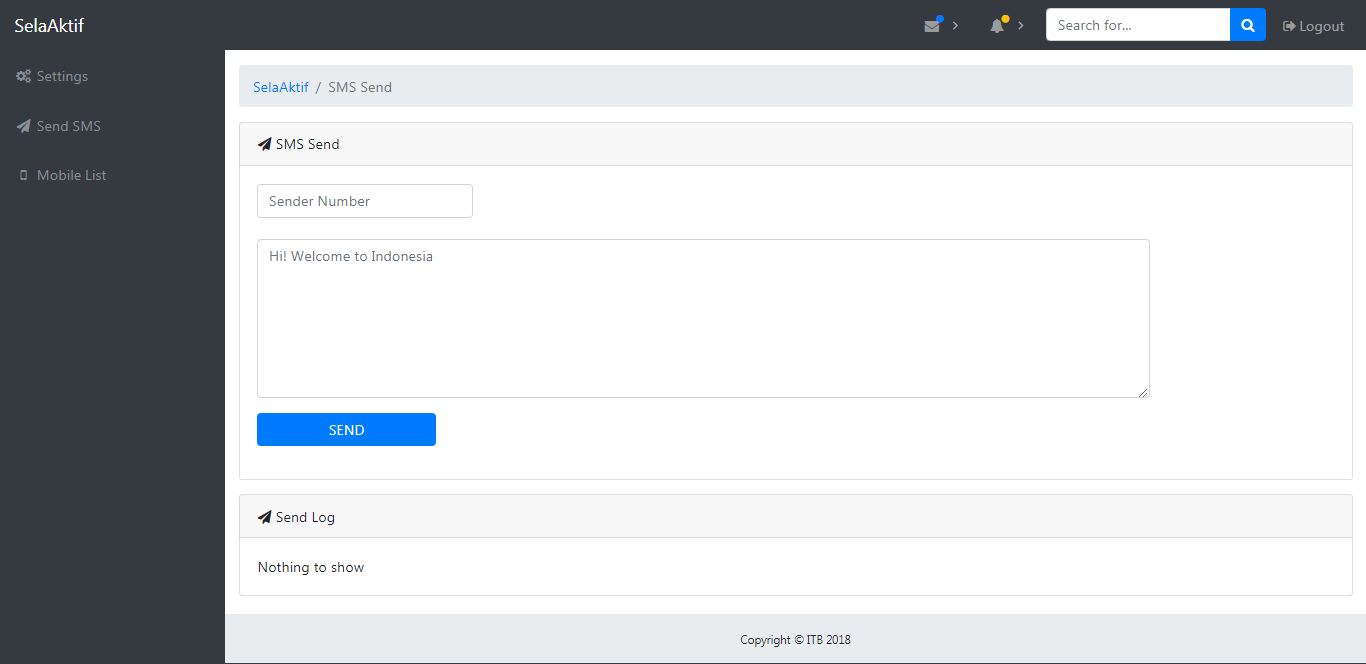 SelaAktif
Search for...
Logout
Settings
Send SMS
Mobile List
SelaAktif / SMS Send
SMS Send
Sender Number
Hi! Welcome to Indonesia
SEND
Send Log
Nothing to show
Copyright © ITB 2018